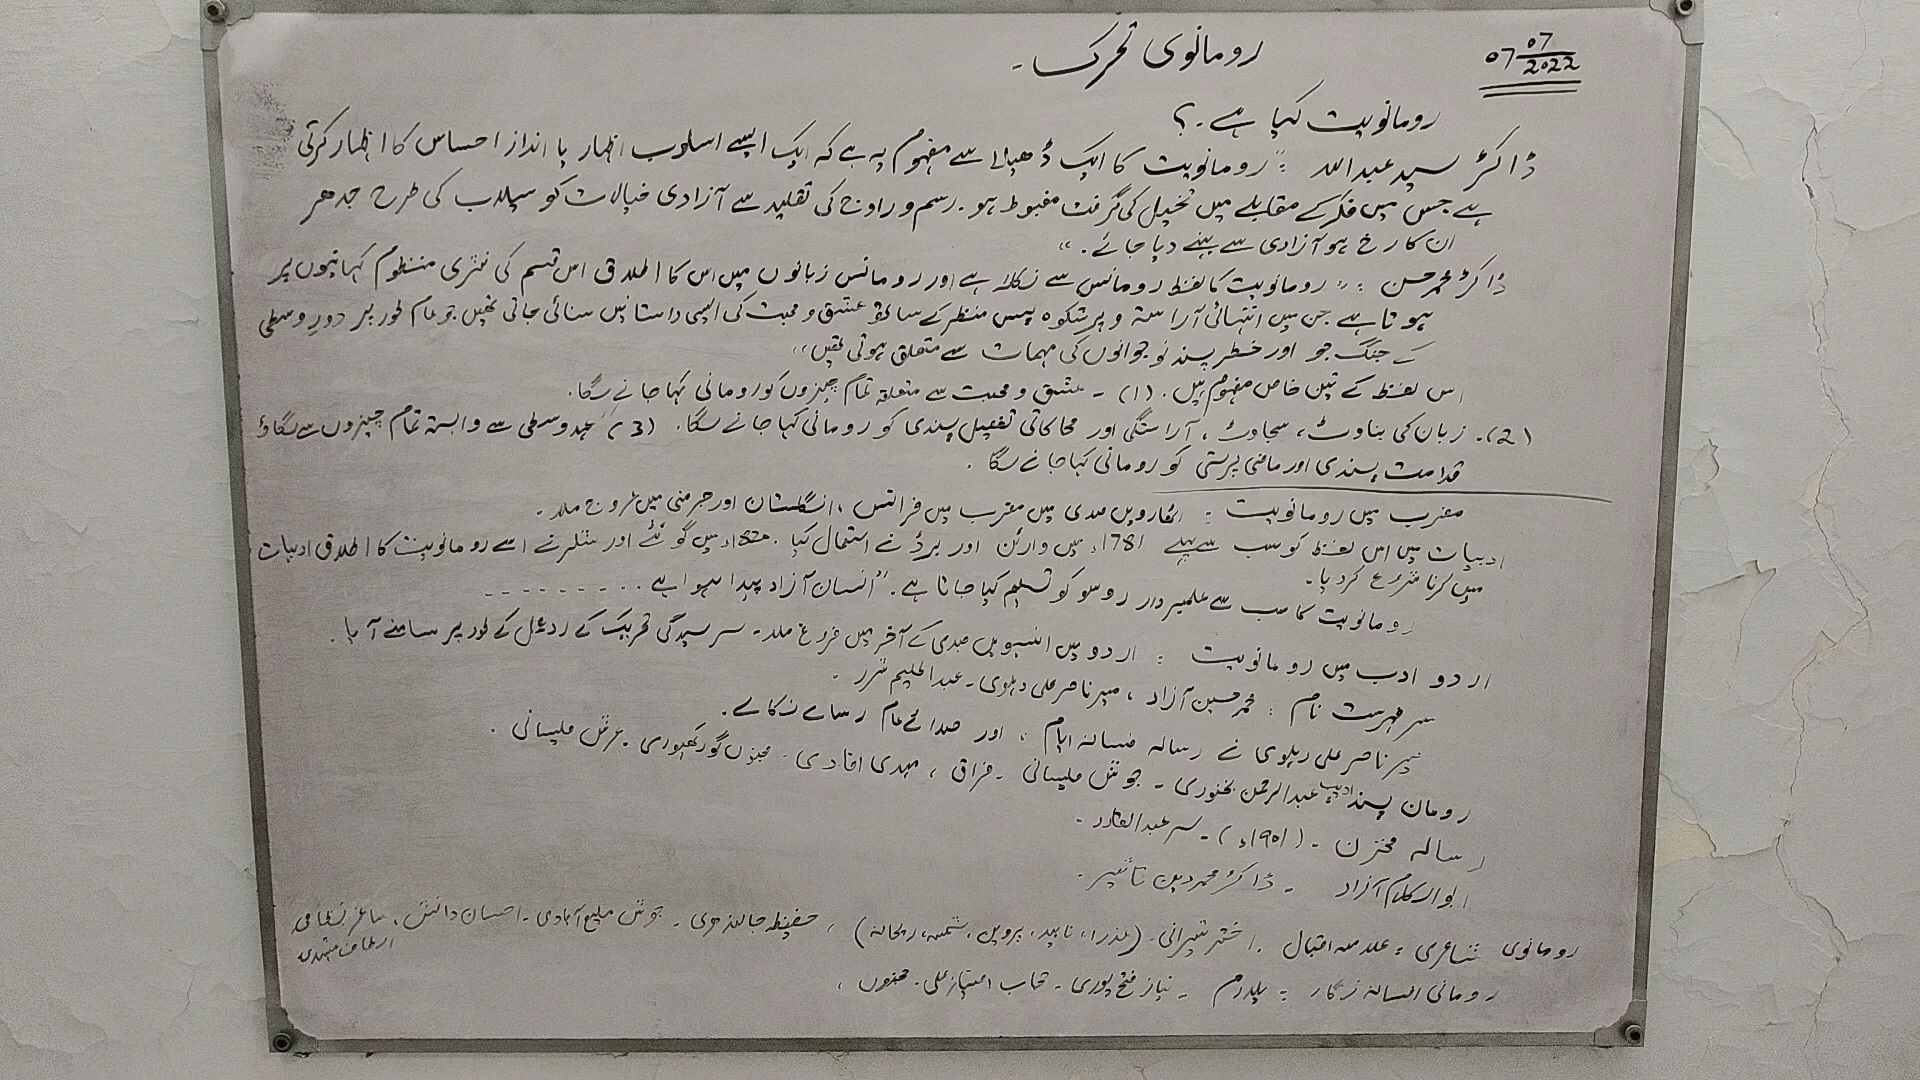 07 07/2022
رومانوی تحرک ۔
رومانویت کیا ہے ۔ ؟
ڈاکٹر سید عبداللہ : " رومانویت کا ایک ڈھیلا سے مفہوم یہ ہے کہ ایک ایسے اسلوب اظہار یا انداز احساس کا اظہار کرتی
ہے جس میں فکر کے مقابلے میں تخیل کی گرفت مضبوط ہو ۔ رسم و رواج کی تقلید سے آزادی خیالات کو سیلاب کی طرح جدھر
ان کا رخ ہو آزادی سے بہنے دیا جائے ۔ "
ڈاکٹر محمد حسن : " رومانویت کا لفظ رومانس سے نکلا ہے اور رومانس زبانوں میں اس کا اطلاق اس قسم کی نثری منظوم کہانیوں پر
ہوتا ہے جن میں انتہائی آراستہ و پرشکوہ پس منظر کے ساتھ عشق و محبت کی ایسی داستانیں سنائی جاتی تھیں جو عام طور پر دورِ وسطی
کے جنگ جو اور خطر پسند نوجوانوں کی مہمات سے متعلق ہوتی تھیں "
اس لفظ کے تین خاص مفہوم ہیں ۔ (1) ۔ عشق و محبت سے متعلقہ تمام چیزوں کو رومانی کہا جانے لگا ۔
(2) ۔ زبان کی بناوٹ ، سجاوٹ ، آراستگی اور محاکاتی تفصیل پسندی کو رومانی کہا جانے لگا ۔ (3) عہد وسطی سے وابستہ تمام چیزوں سے لگاؤ
قدامت پسندی اور ماضی پرستی کو رومانی کہا جانے لگا ۔
مغرب میں رومانویت : اٹھارویں صدی میں مغرب میں فرانس ، انگلستان اور جرمنی میں عروج ملا ۔
ادبیات میں اس لفظ کو سب سے پہلے 1781ء میں وارٹن اور ہرڈ نے استمال کیا ۔ 1820ء میں گوئٹے اور شلر نے اسے رومانویت کا اطلاق ادبیات
میں کرنا شروع کر دیا ۔
رومانویت کا سب سے علمبردار روسو کو تسلیم کیا جاتا ہے ۔ " انسان آزاد پیدا ہوا ہے ۔ ۔ ۔ ۔ ۔ ۔ ۔ ۔ ۔
اردو ادب میں رومانویت : اردو میں انیسویں صدی کے آخر میں فروغ ملا ۔ سرسید کی تحریک کے ردعمل کے طور پر سامنے آیا ۔
سر فہرست نام : محمد حسین آزاد ، میر ناصر علی دہلوی ۔ عبدالحلیم شرر ۔
میر ناصر علی دہلوی نے رسالہ فسانہ ایام ، اور صدائے عام رسالے نکالے ۔
رومان پسند ادیب : عبدالرحمن بجنوری ۔ جوش ملیسانی ۔ فراق ، مہدی افادی ۔ مجنوں گورکھپوری ۔ عرش ملیسانی ۔
رسالہ مخزن ۔ (1901ء) ۔ سر عبدالقادر ۔
ابوالکلام آزاد ۔ ڈاکٹر محمد دین تاثیر ۔
رومانوی شاعری : علامہ اقبال ۔ اختر شیرانی ۔ (عذرا ، ناہید ، پروین ، شمسہ ، ریحانہ) ، حفیظ جالندھری ۔ جوش ملیح آبادی ۔ احسان دانش ، ساغر نظامی
الطاف مشہدی
رومانی افسانہ نگار : یلدرم ۔ نیاز فتح پوری ۔ حجاب امتیاز علی ۔ مجنوں ،